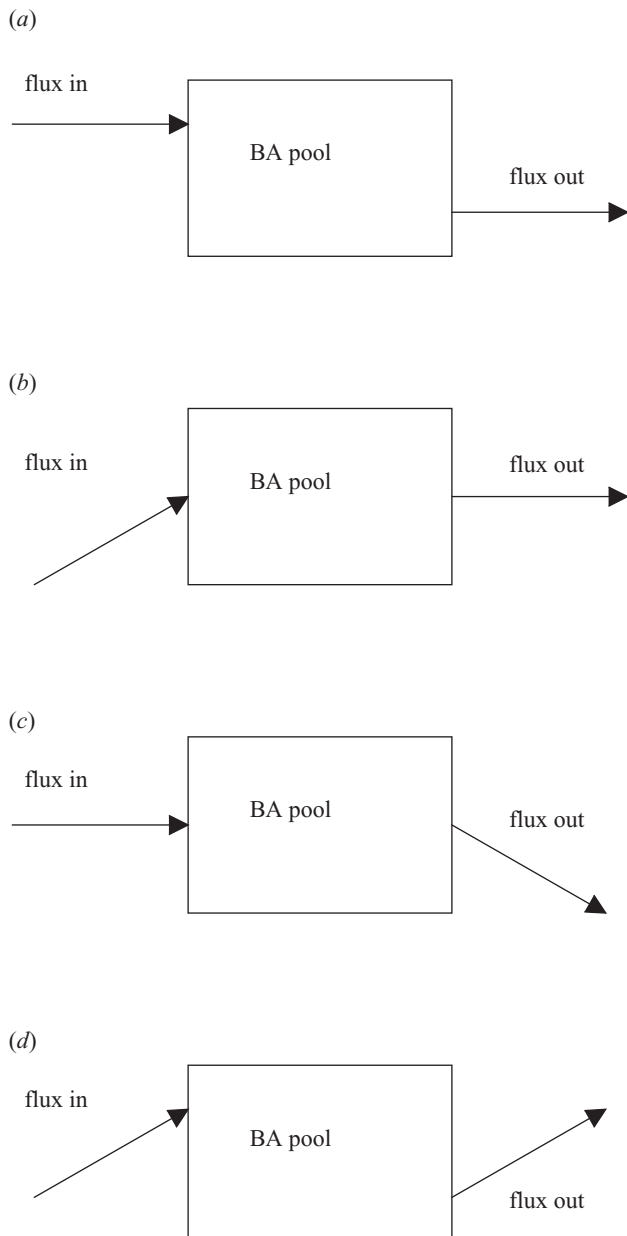 (a)
flux in
BA pool
flux out
(b)
flux in
BA pool
flux out
(c)
flux in
BA pool
flux out
(d)
flux in
BA pool
flux out